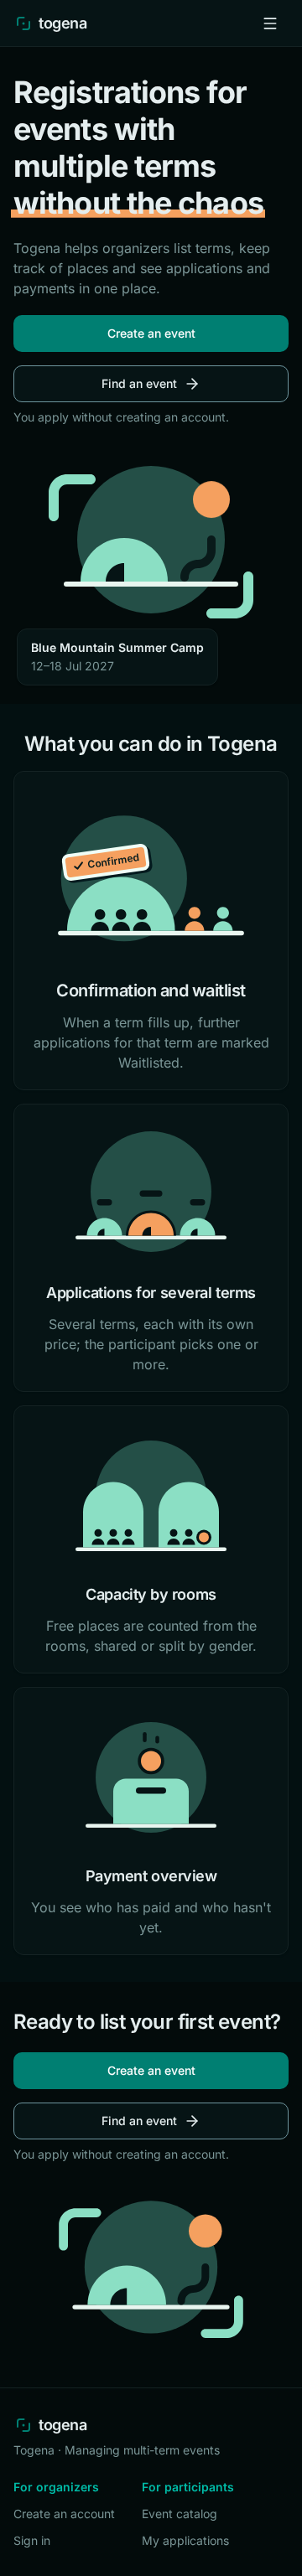 togena
Registrations for
events with
multiple terms
without the chaos
Togena helps organizers list terms, keep
track of places and see applications and
payments in one place.
Create an event
Find an event
You apply without creating an account.
Blue Mountain Summer Camp
12–18 Jul 2027
What you can do in Togena
Confirmed
Confirmation and waitlist
When a term fills up, further
applications for that term are marked
Waitlisted.
Applications for several terms
Several terms, each with its own
price; the participant picks one or
more.
Capacity by rooms
Free places are counted from the
rooms, shared or split by gender.
Payment overview
You see who has paid and who hasn't
yet.
Ready to list your first event?
Create an event
Find an event
You apply without creating an account.
togena
Togena · Managing multi-term events
For organizers
For participants
Create an account
Event catalog
Sign in
My applications